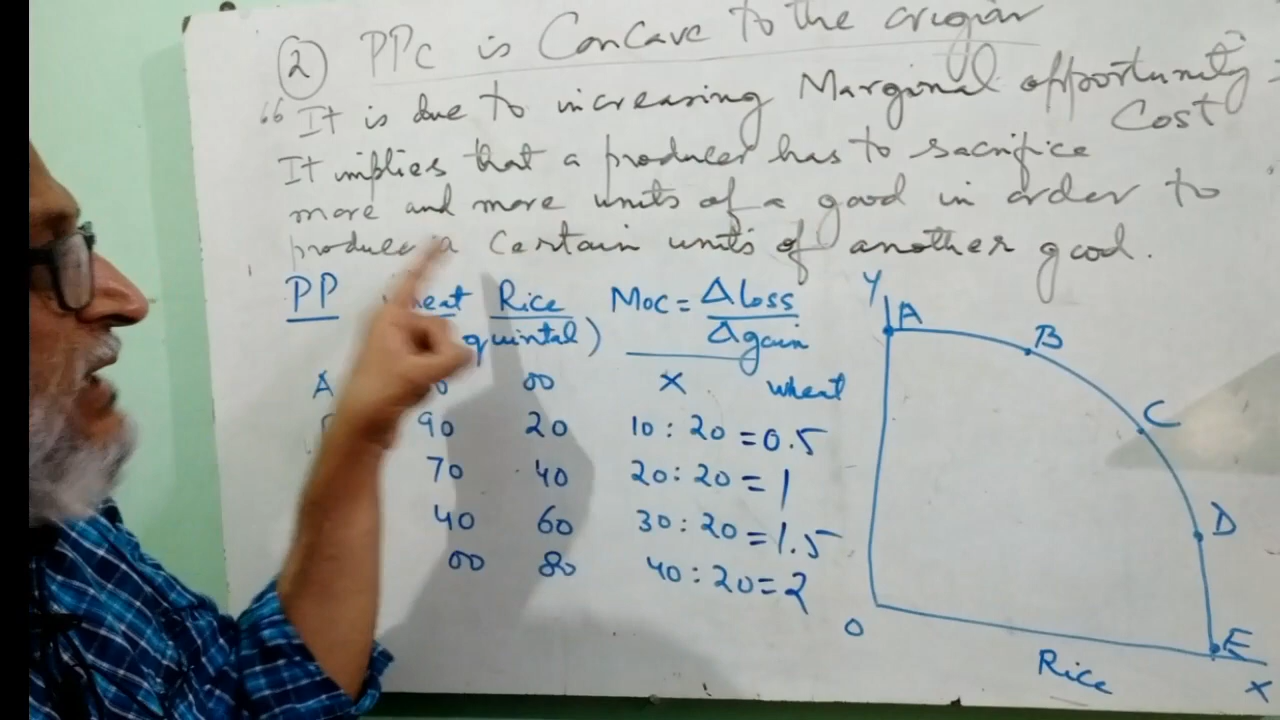 ② PPC is Concave to the origin
“ It is due to increasing Marginal opportunity
Cost
It implies that a producer has to sacrifice
more and more units of a good in order to
produce a certain units of another good.
PP Rice MOC = Δ Loss
quintal) Δ gain
A 00 X wheat
90 20 10 : 20 = 0.5
70 40 20 : 20 = 1
40 60 30 : 20 = 1.5
00 80 40 : 20 = 2
Y
A
B
C
D
E
O
Rice
X